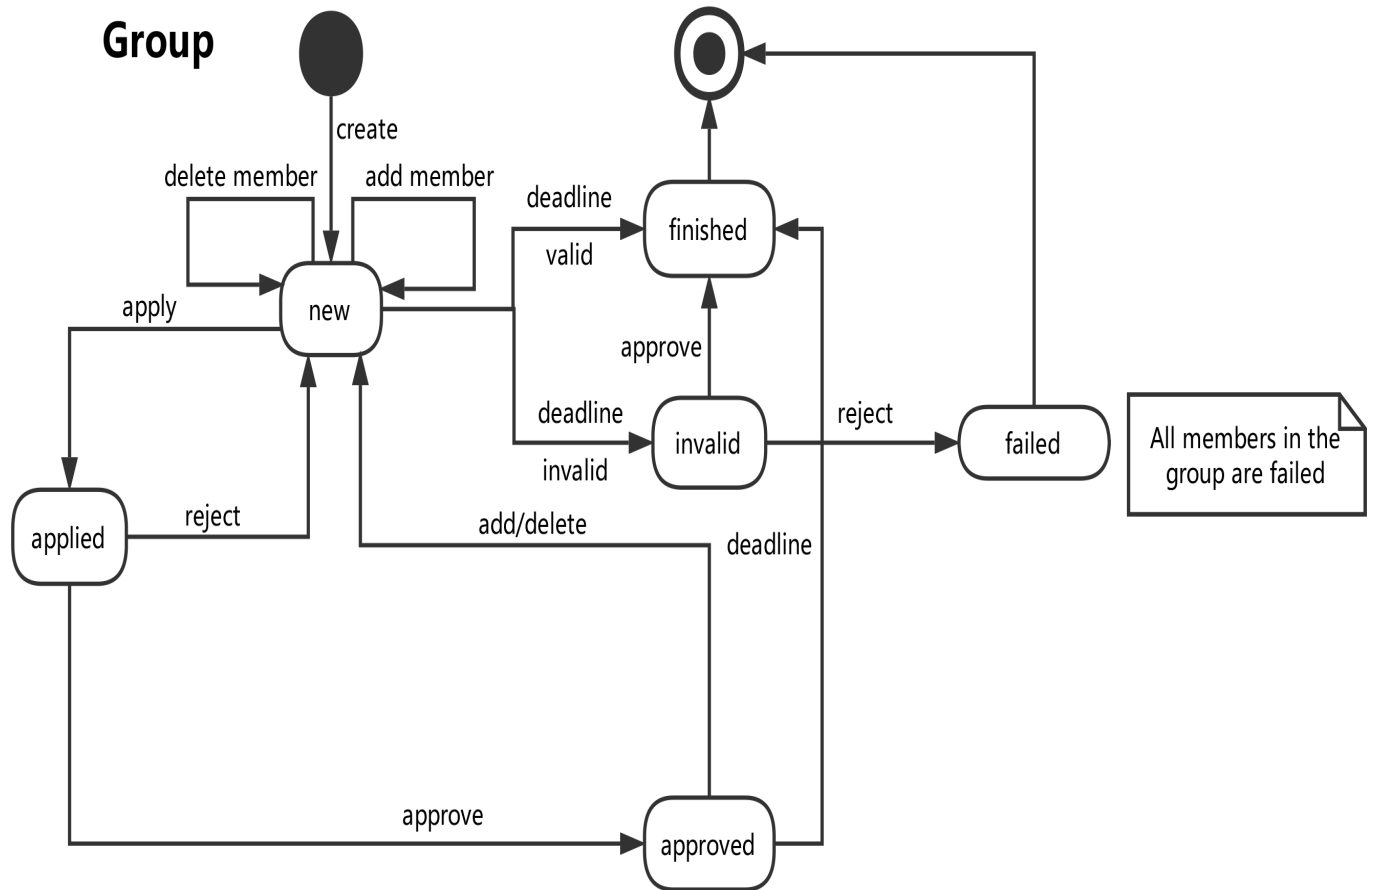 Group
create
delete member
add member
deadline
valid
finished
apply
new
approve
deadline
invalid
invalid
reject
failed
All members in the
group are failed
applied
reject
add/delete
deadline
approve
approved